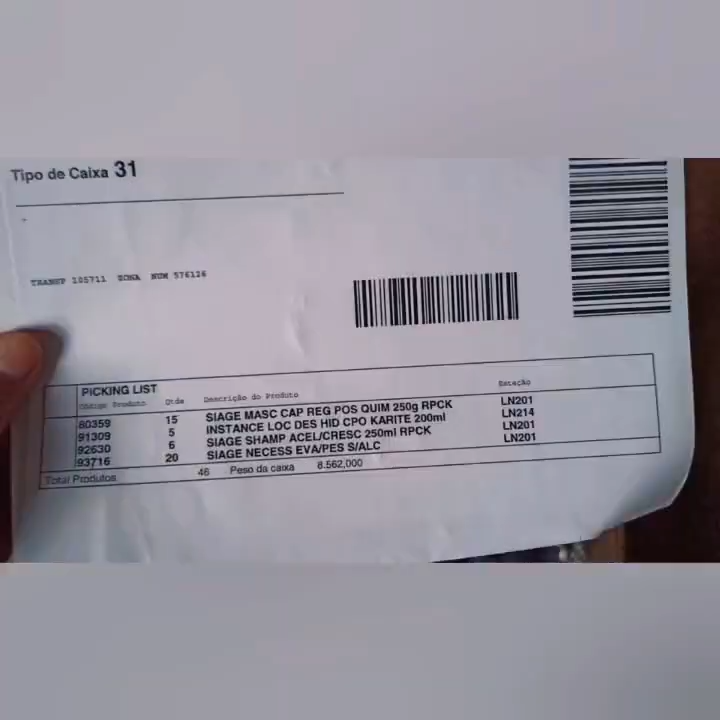 Tipo de Caixa 31
TRANSP 105711 ZONA NUM 576126
PICKING LIST
Código Produto Qtde Descrição do Produto Estação
80359 15 SIAGE MASC CAP REG POS QUIM 250g RPCK LN201
91309 5 INSTANCE LOC DES HID CPO KARITE 200ml LN214
92630 6 SIAGE SHAMP ACEL/CRESC 250ml RPCK LN201
93716 20 SIAGE NECESS EVA/PES S/ALC LN201
Total Produtos 46 Peso da caixa 8.562,000